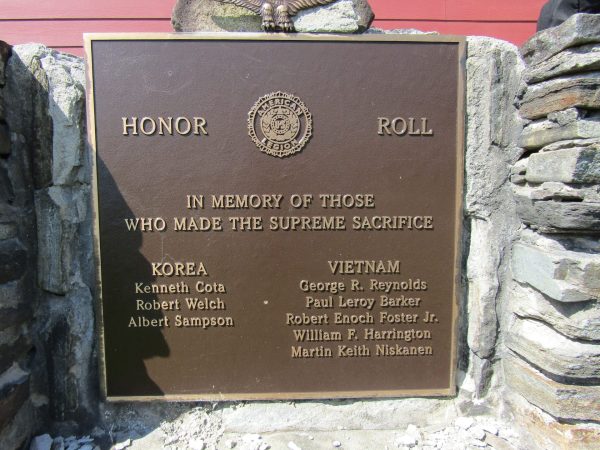 HONOR AMERICAN LEGION ROLL
IN MEMORY OF THOSE
WHO MADE THE SUPREME SACRIFICE
KOREA
Kenneth Cota
Robert Welch
Albert Sampson
VIETNAM
George R. Reynolds
Paul Leroy Barker
Robert Enoch Foster Jr.
William F. Harrington
Martin Keith Niskanen